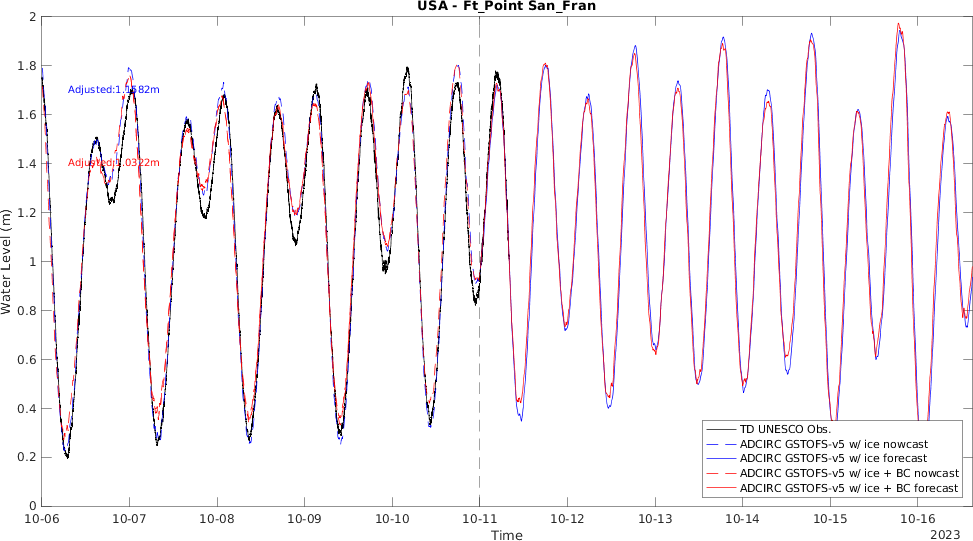 USA - Ft_Point San_Fran
2
1.8
1.6
1.4
1.2
1
0.8
0.6
0.4
0.2
0
Water Level (m)
Adjusted:1.1582m
Adjusted:1.0322m
TD UNESCO Obs.
ADCIRC GSTOFS-v5 w/ ice nowcast
ADCIRC GSTOFS-v5 w/ ice forecast
ADCIRC GSTOFS-v5 w/ ice + BC nowcast
ADCIRC GSTOFS-v5 w/ ice + BC forecast
10-06 10-07 10-08 10-09 10-10 10-11 10-12 10-13 10-14 10-15 10-16
Time
2023